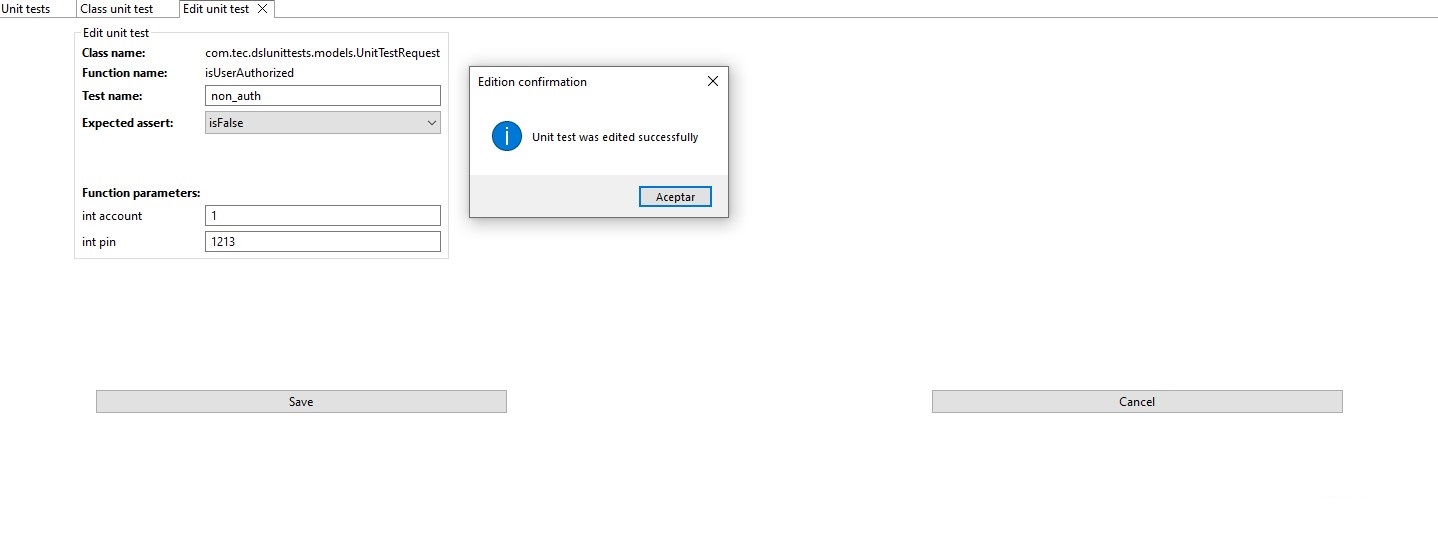 Unit tests
Class unit test
Edit unit test
Edit unit test
Class name: com.tec.dslunittests.models.UnitTestRequest
Function name: isUserAuthorized
Test name: non_auth
Expected assert: isFalse
Function parameters:
int account 1
int pin 1213
Edition confirmation
Unit test was edited successfully
Aceptar
Save
Cancel